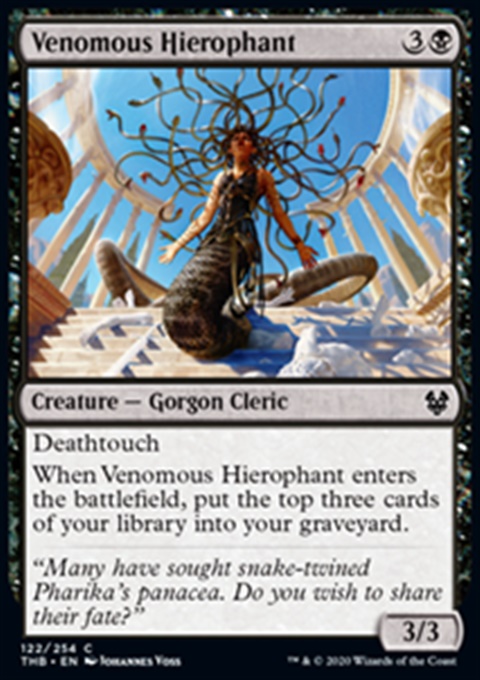 Venomous Hierophant 3
Creature — Gorgon Cleric
Deathtouch
When Venomous Hierophant enters
the battlefield, put the top three cards
of your library into your graveyard.
“Many have sought snake-twined
Pharika’s panacea. Do you wish to share
their fate?”
3/3
122/254 C
THB • EN Johannes Voss
™ & © 2020 Wizards of the Coast